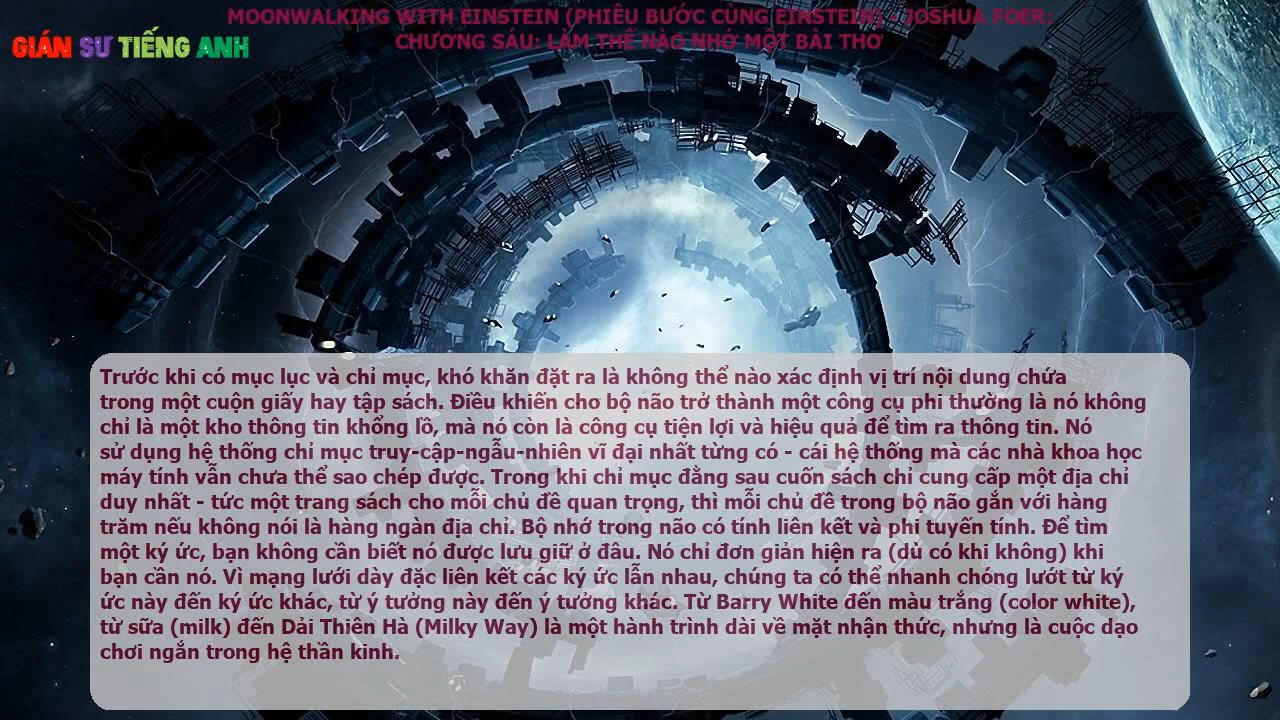 MOONWALKING WITH EINSTEIN (PHIÊU BƯỚC CÙNG EINSTEIN) - JOSHUA FOER:
CHƯƠNG SÁU: LÀM THẾ NÀO NHỚ MỘT BÀI THƠ
GIÁN SƯ TIẾNG ANH
Trước khi có mục lục và chỉ mục, khó khăn đặt ra là không thể nào xác định vị trí nội dung chứa
trong một cuộn giấy hay tập sách. Điều khiến cho bộ não trở thành một công cụ phi thường là nó không
chỉ là một kho thông tin khổng lồ, mà nó còn là công cụ tiện lợi và hiệu quả để tìm ra thông tin. Nó
sử dụng hệ thống chỉ mục truy-cập-ngẫu-nhiên vĩ đại nhất từng có - cái hệ thống mà các nhà khoa học
máy tính vẫn chưa thể sao chép được. Trong khi chỉ mục đằng sau cuốn sách chỉ cung cấp một địa chỉ
duy nhất - tức một trang sách cho mỗi chủ đề quan trọng, thì mỗi chủ đề trong bộ não gắn với hàng
trăm nếu không nói là hàng ngàn địa chỉ. Bộ nhớ trong não có tính liên kết và phi tuyến tính. Để tìm
một ký ức, bạn không cần biết nó được lưu giữ ở đâu. Nó chỉ đơn giản hiện ra (dù có khi không) khi
bạn cần nó. Vì mạng lưới dày đặc liên kết các ký ức lẫn nhau, chúng ta có thể nhanh chóng lướt từ ký
ức này đến ký ức khác, từ ý tưởng này đến ý tưởng khác. Từ Barry White đến màu trắng (color white),
từ sữa (milk) đến Dải Thiên Hà (Milky Way) là một hành trình dài về mặt nhận thức, nhưng là cuộc dạo
chơi ngắn trong hệ thần kinh.